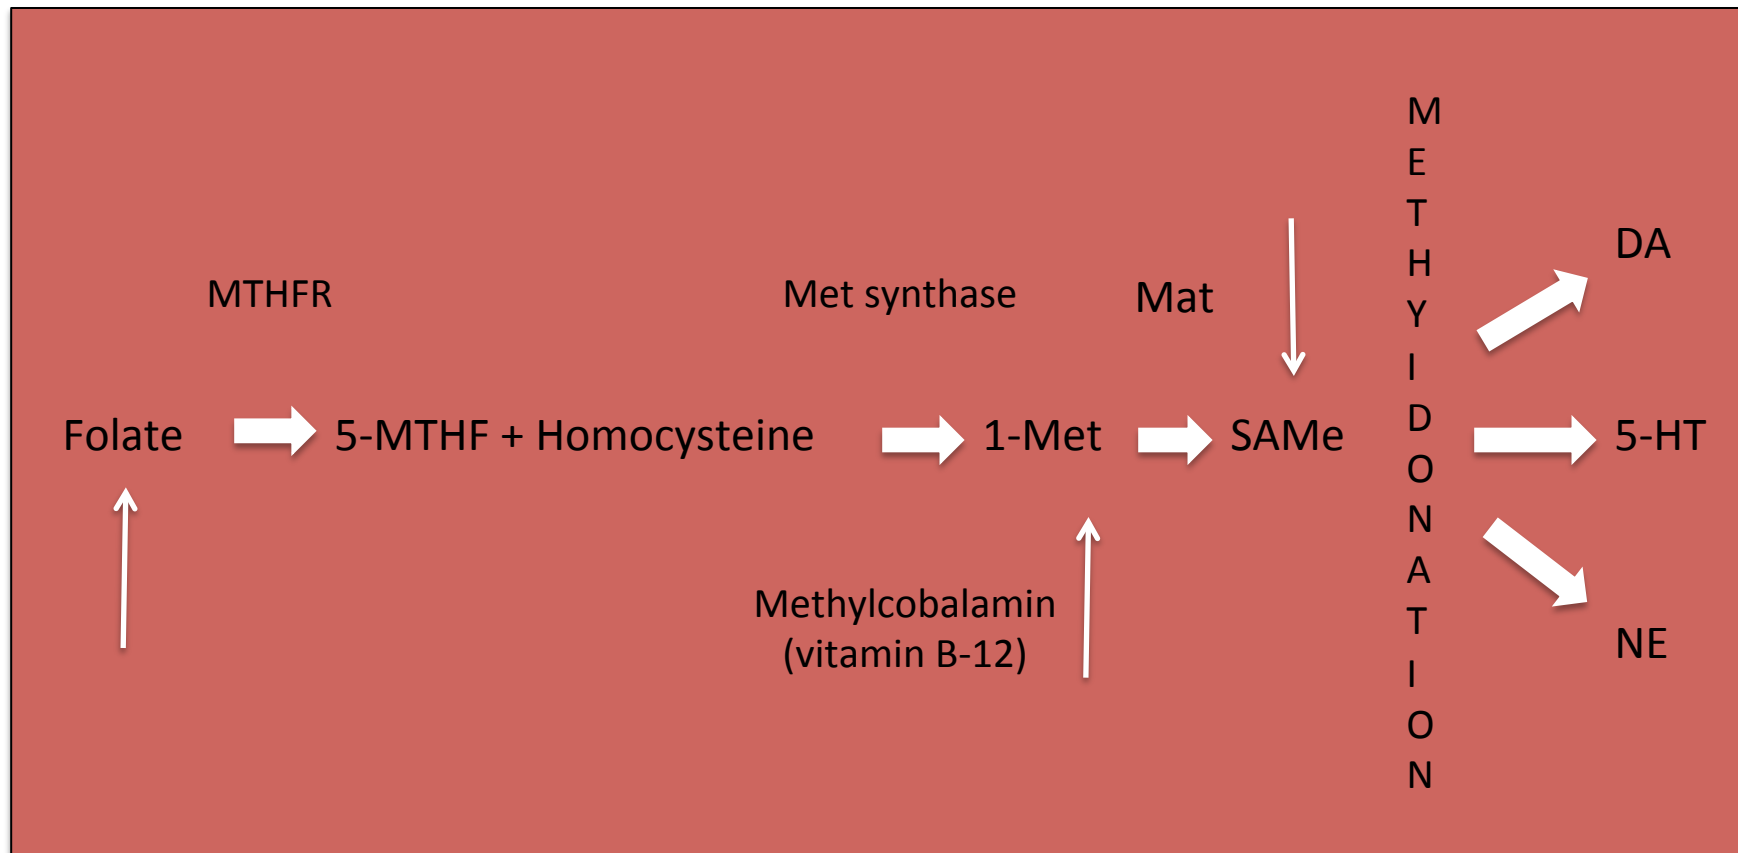 MTHFR
Met synthase
Mat
Folate
5-MTHF + Homocysteine
1-Met
SAMe
Methylcobalamin
(vitamin B-12)
METHYIDONATION
DA
5-HT
NE